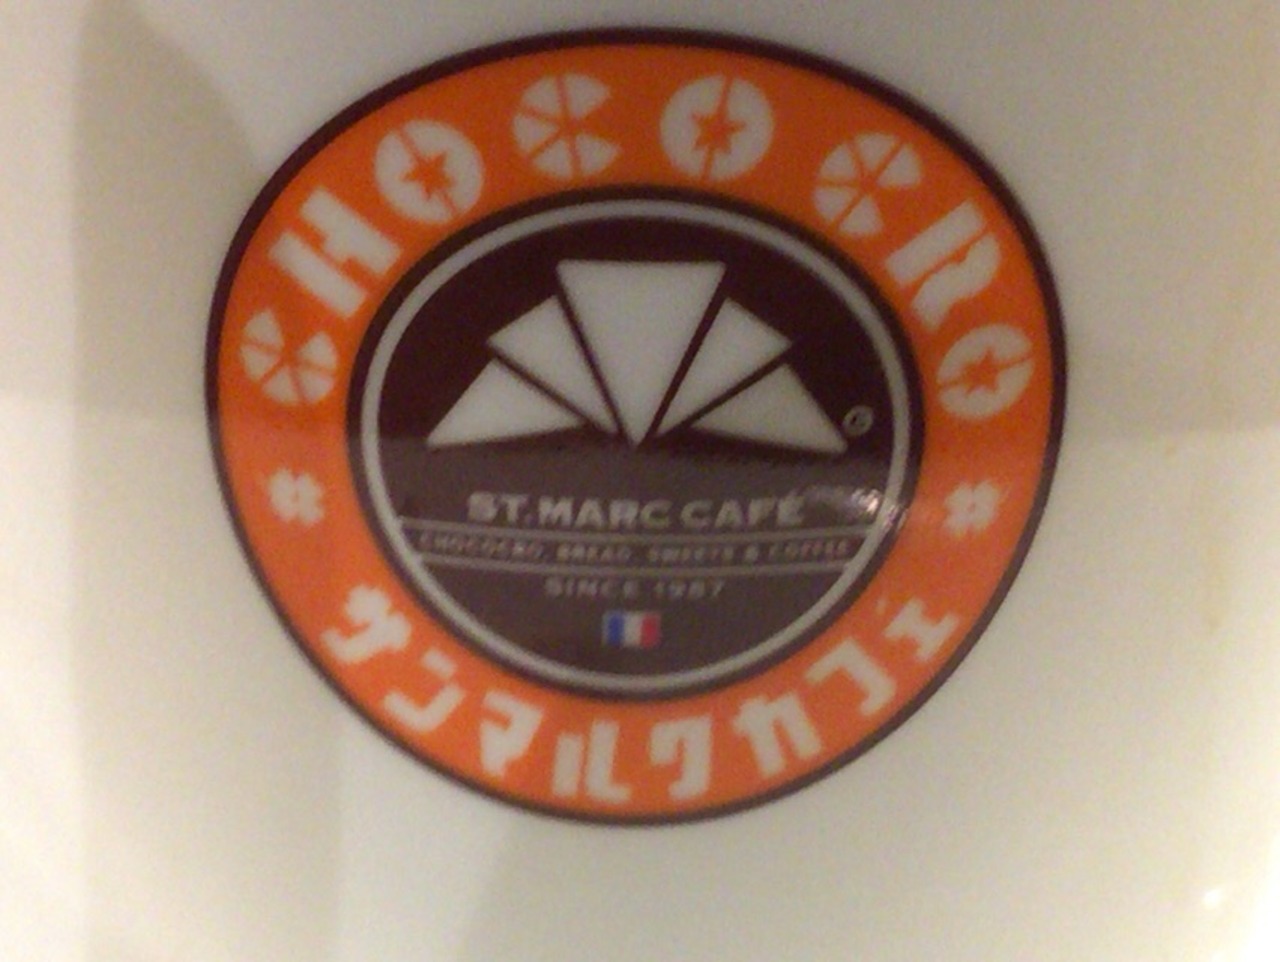 CHOCO CRO
ST. MARC CAFÉ
CHOCOCRO, BREAD, SWEETS & COFFEE
SINCE 1987
サンマルクカフェ